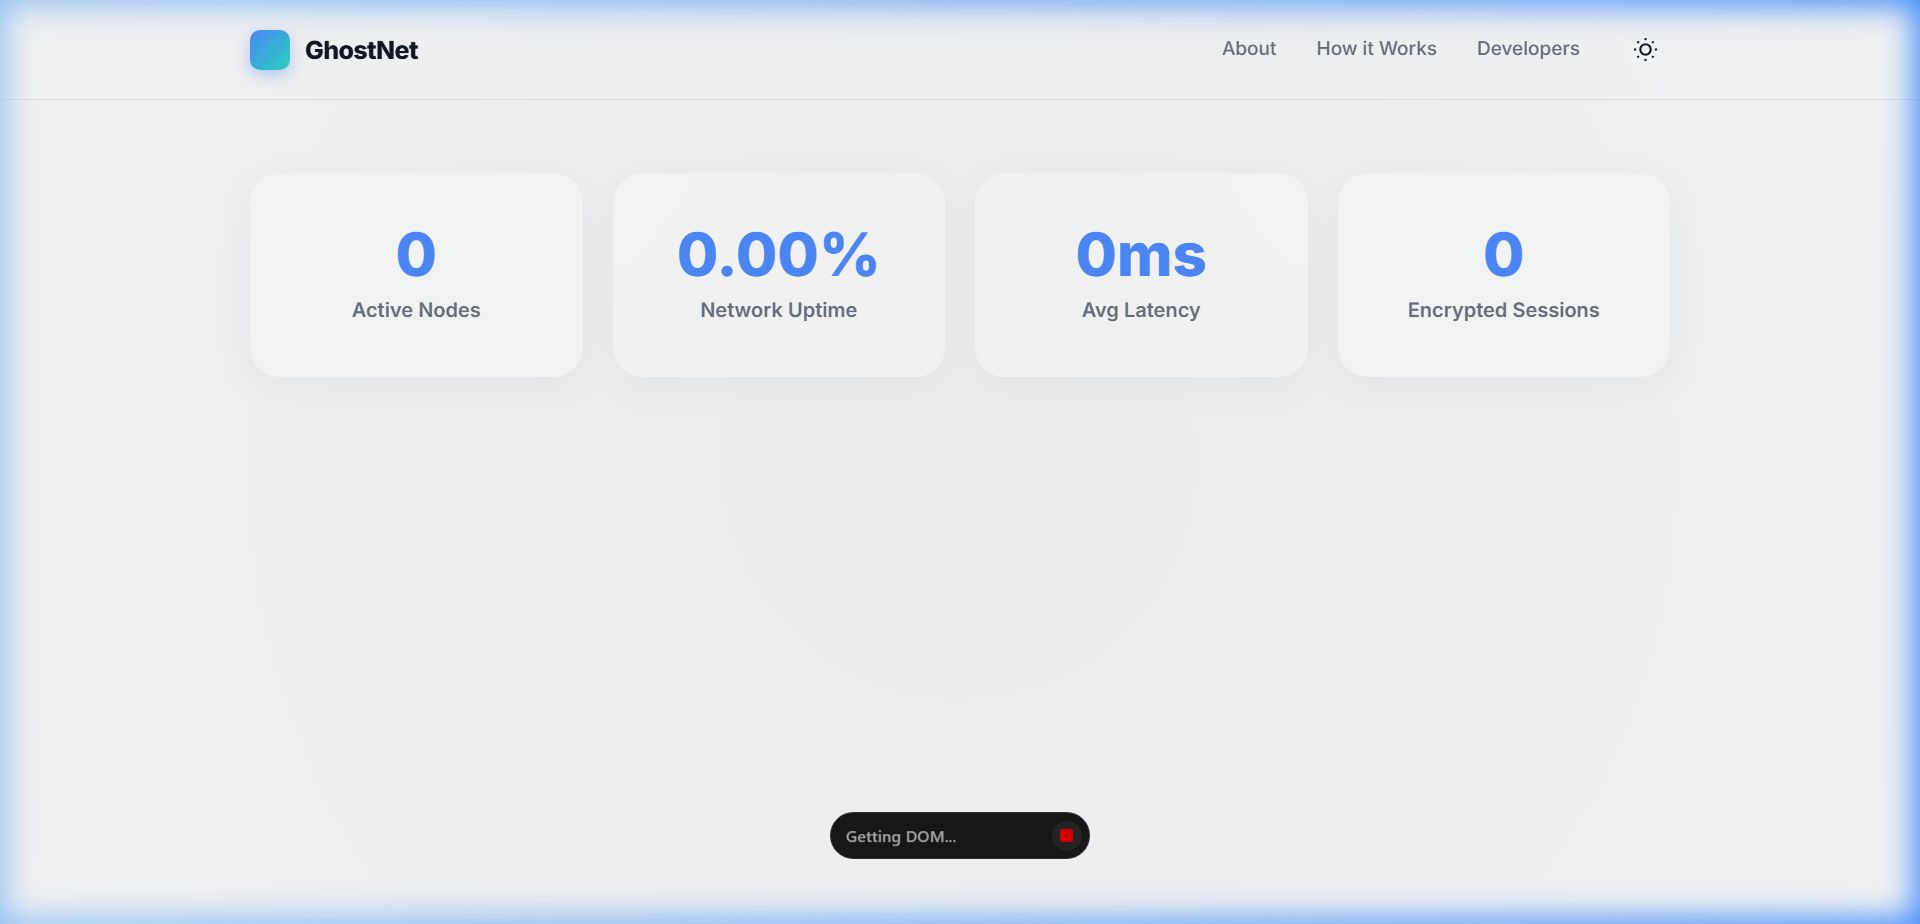 GhostNet
About
How it Works
Developers
0
Active Nodes
0.00%
Network Uptime
0ms
Avg Latency
0
Encrypted Sessions
Getting DOM...